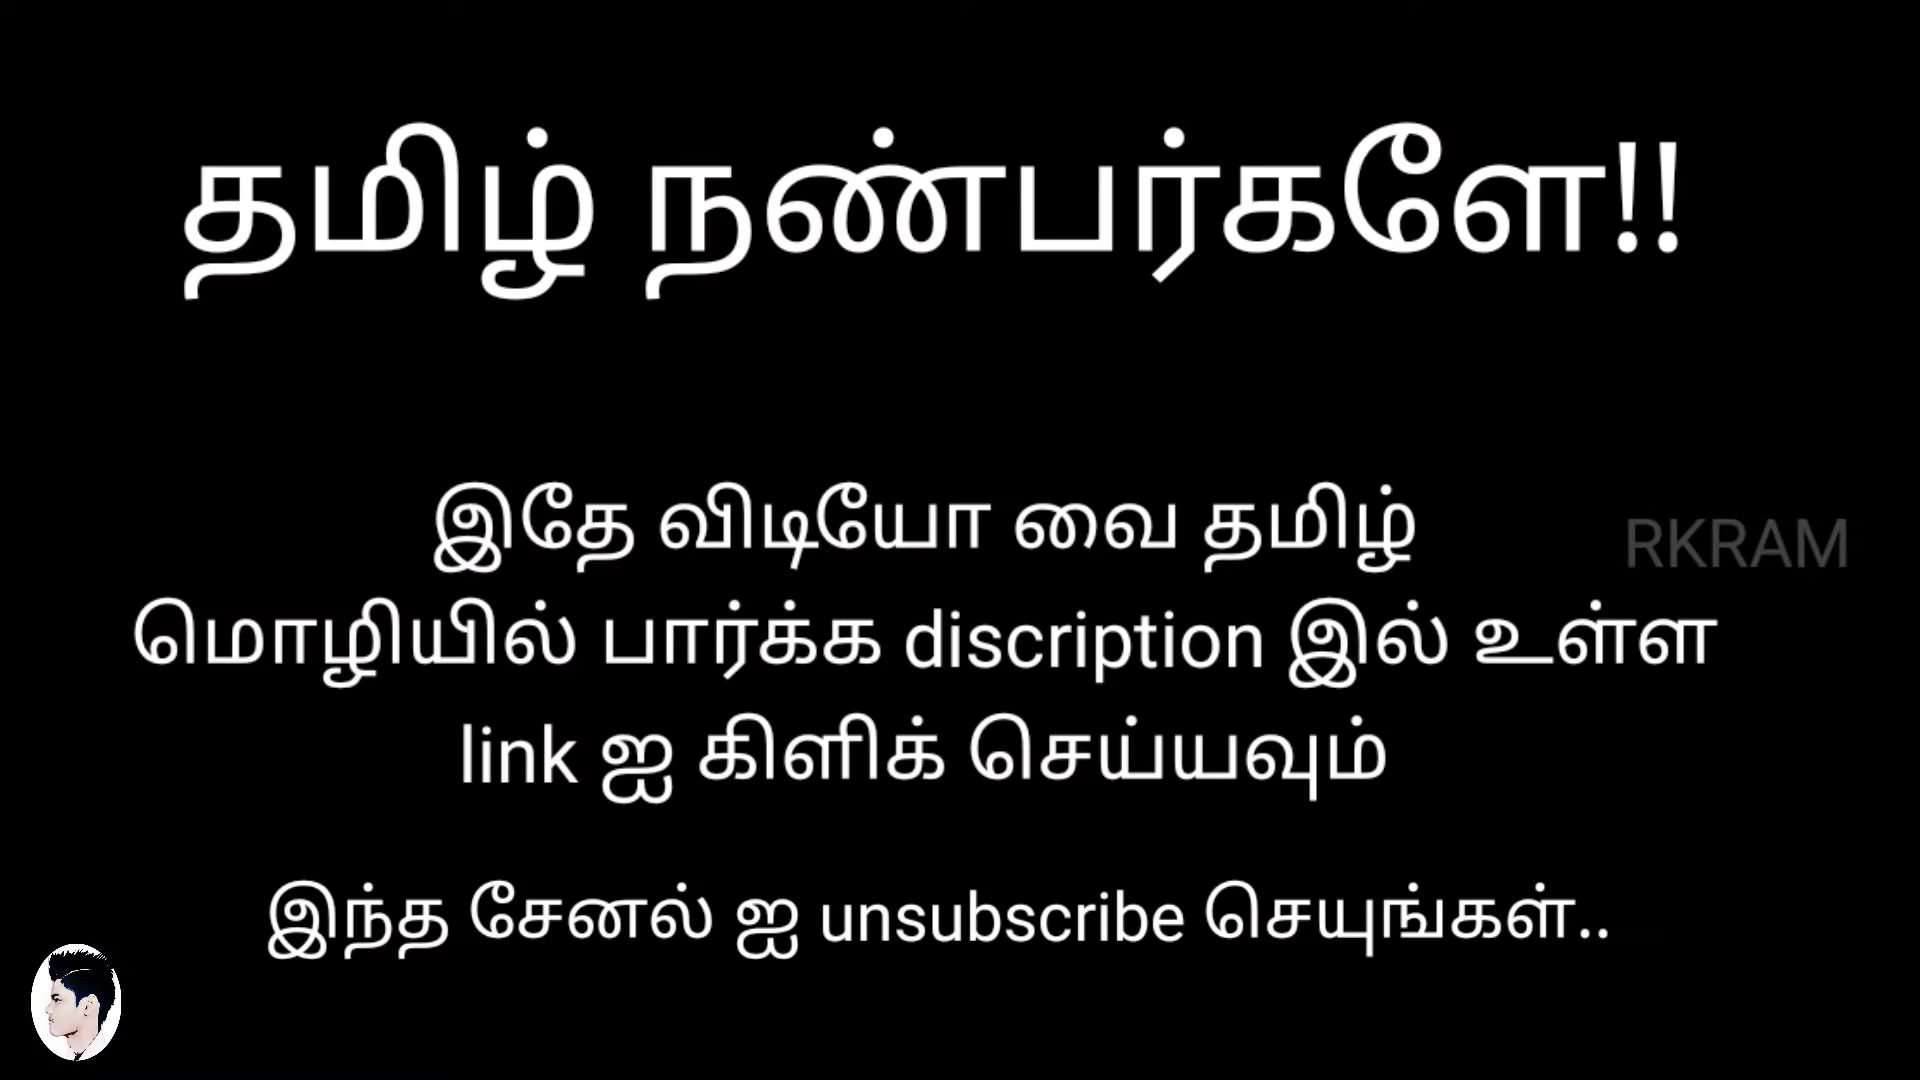 தமிழ் நண்பர்களே!!
இதே விடியோ வை தமிழ்
RKRAM
மொழியில் பார்க்க discription இல் உள்ள
link ஐ கிளிக் செய்யவும்
இந்த சேனல் ஐ unsubscribe செயுங்கள்..